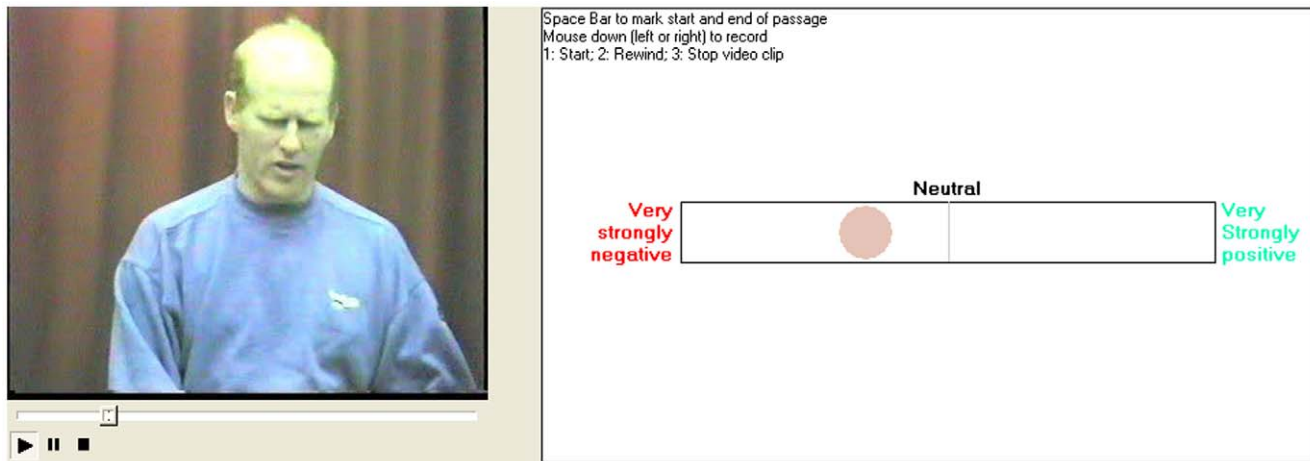 Space Bar to mark start and end of passage
Mouse down (left or right) to record
1: Start; 2: Rewind; 3: Stop video clip
Neutral
Very
strongly
negative
Very
Strongly
positive